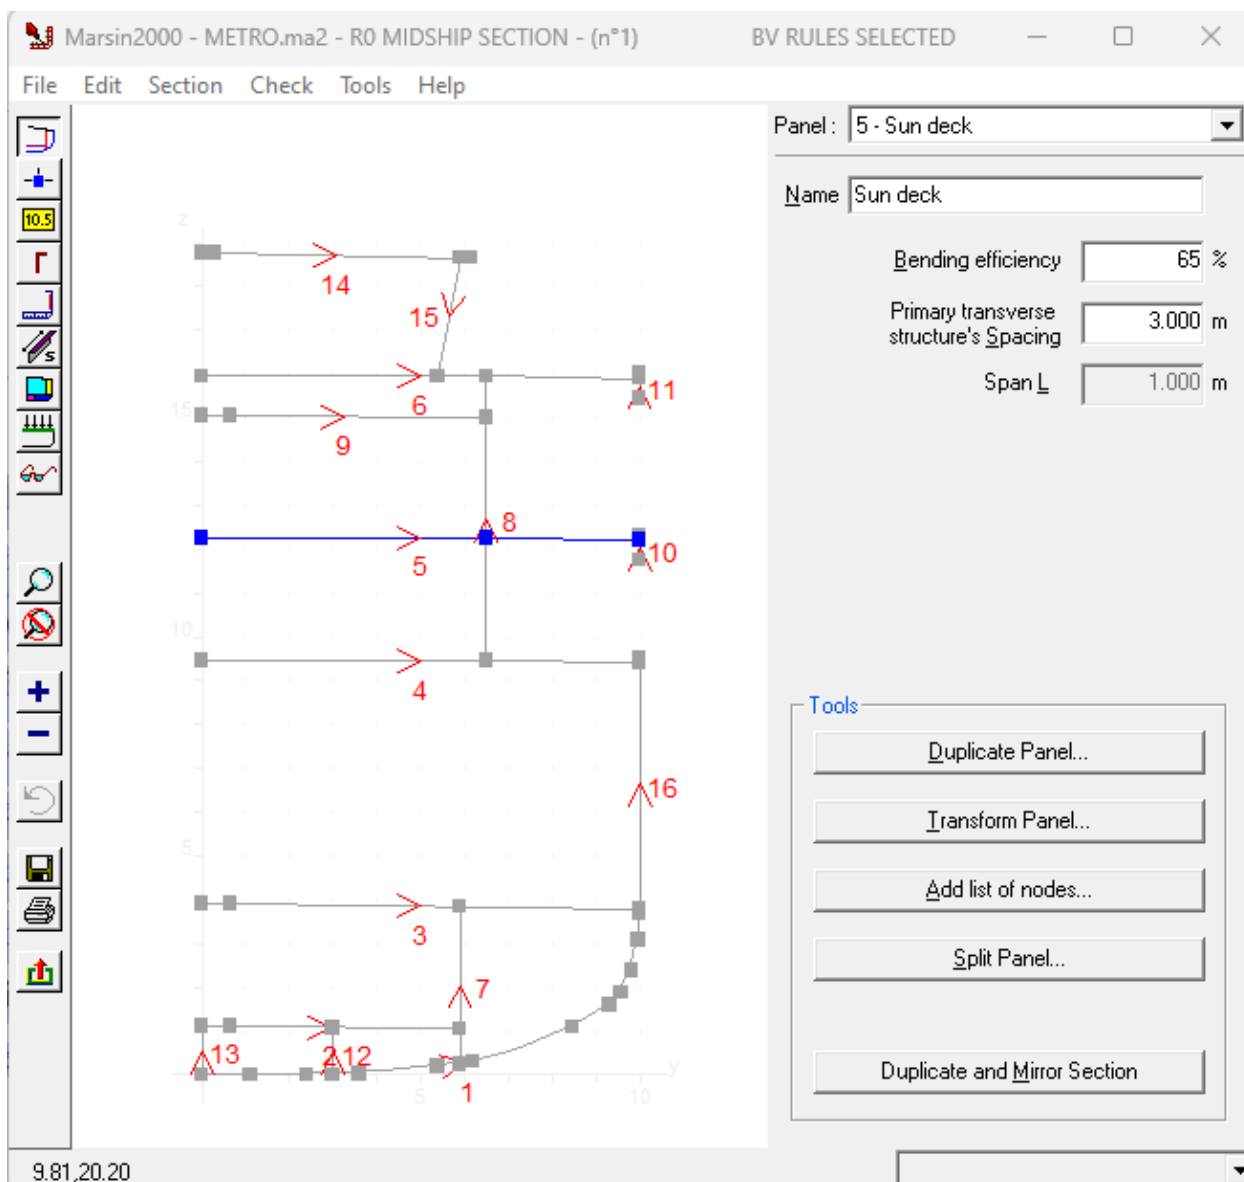 Marsin2000 - METRO.ma2 - R0 MIDSHIP SECTION - (n°1) BV RULES SELECTED
File Edit Section Check Tools Help
Panel : 5 - Sun deck
Name Sun deck
Bending efficiency 65 %
Primary transverse structure's Spacing 3.000 m
Span L 1.000 m
10.5
s
z
14
15
6
11
15
9
8
5
10
10
4
16
5
3
7
13
2
12
1
y
5
10
Tools
Duplicate Panel...
Transform Panel...
Add list of nodes...
Split Panel...
Duplicate and Mirror Section
9.81,20.20